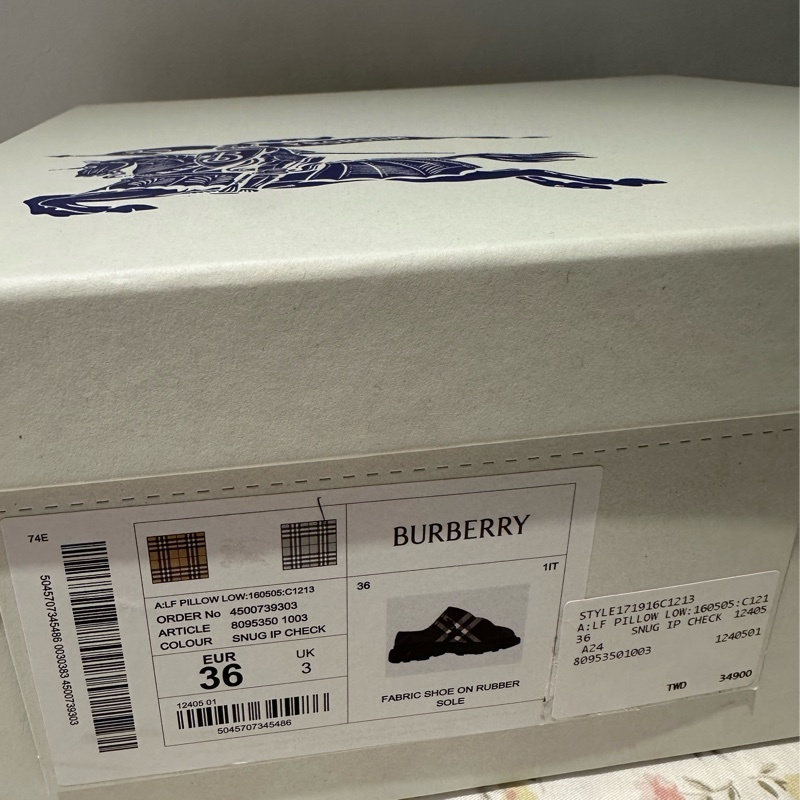 74E
5045707345486 0030383 4500739303
A:LF PILLOW LOW:160505:C1213
ORDER No 4500739303
ARTICLE 8095350 1003
COLOUR SNUG IP CHECK
EUR UK
36 3
12405 01
5045707345486
BURBERRY
1IT
36
FABRIC SHOE ON RUBBER
SOLE
STYLE171916C1213
A:LF PILLOW LOW:160505:C121
36 SNUG IP CHECK 12405
A24 1240501
80953501003
TWD 34900